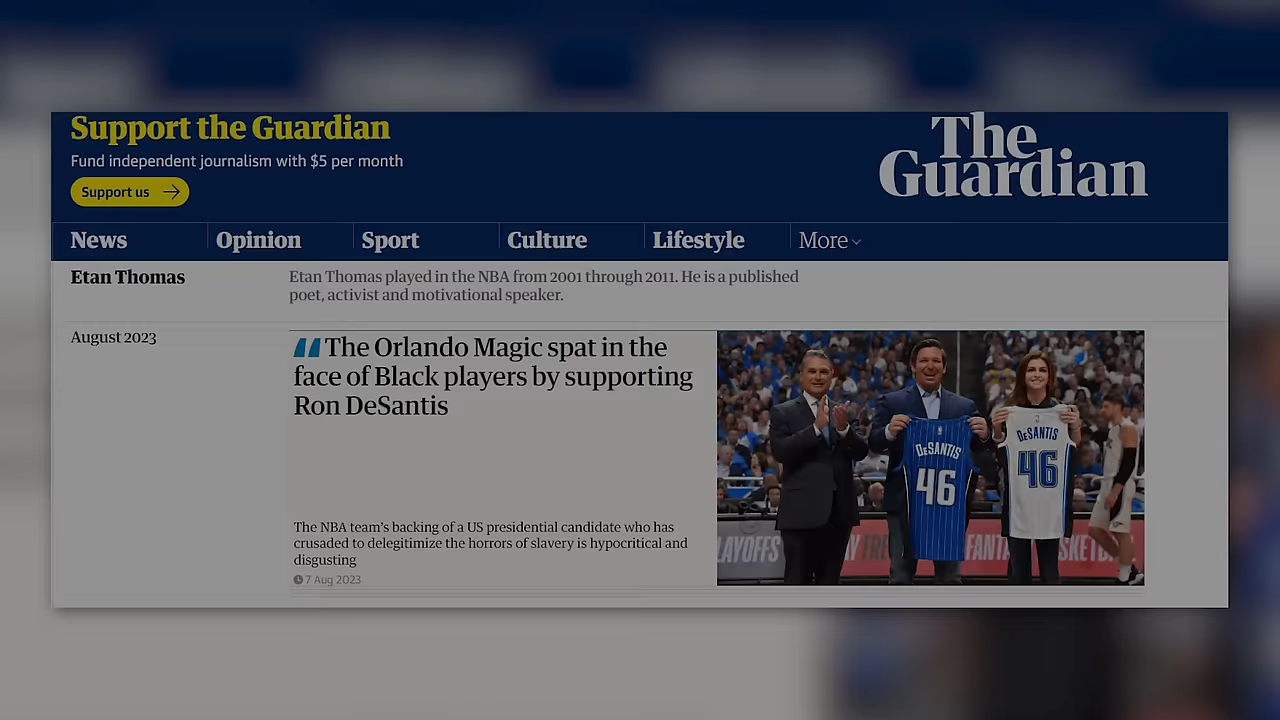 Support the Guardian
Fund independent journalism with $5 per month
Support us
The
Guardian
News Opinion Sport Culture Lifestyle More
Etan Thomas
Etan Thomas played in the NBA from 2001 through 2011. He is a published
poet, activist and motivational speaker.
August 2023
The Orlando Magic spat in the
face of Black players by supporting
Ron DeSantis
The NBA team's backing of a US presidential candidate who has
crusaded to delegitimize the horrors of slavery is hypocritical and
disgusting
7 Aug 2023
DeSANTIS
46
DeSANTIS
46